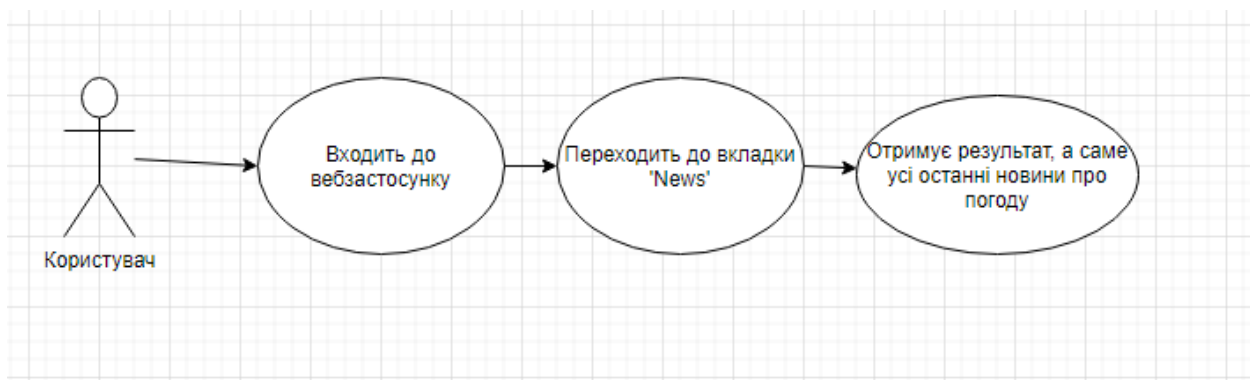 Користувач
Входить до
вебзастосунку
Переходить до вкладки
'News'
Отримує результат, а саме
усі останні новини про
погоду